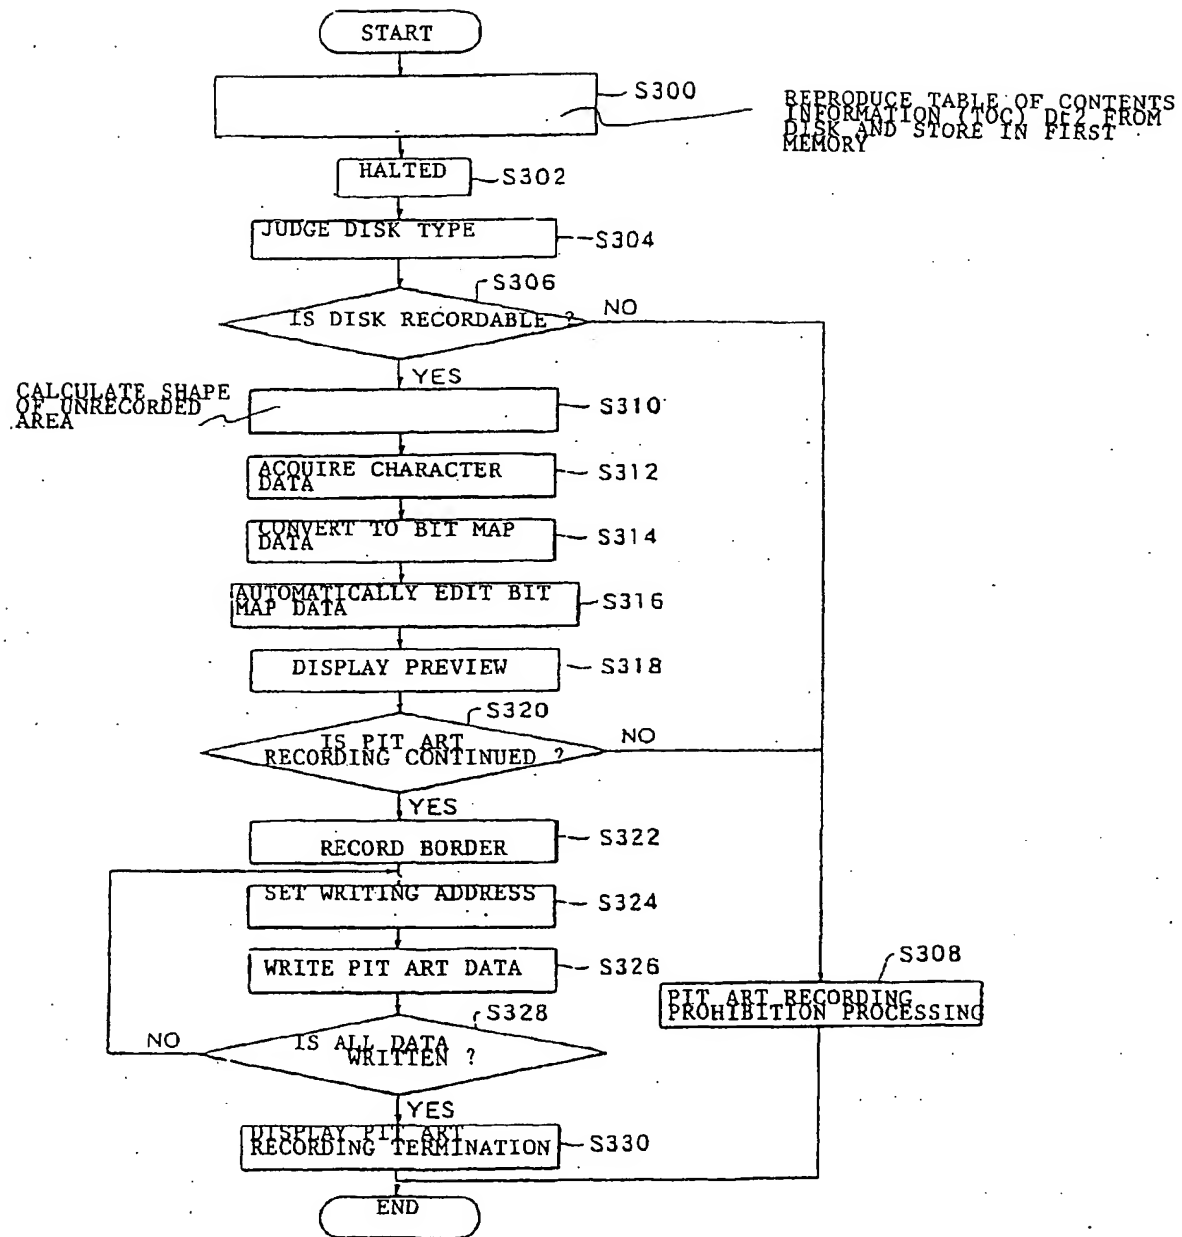 START
S300
REPRODUCE TABLE OF CONTENTS
INFORMATION (TOC) Df2 FROM
DISK AND STORE IN FIRST
MEMORY
HALTED
S302
JUDGE DISK TYPE
S304
S306
IS DISK RECORDABLE ?
NO
YES
CALCULATE SHAPE
OF UNRECORDED
AREA
S310
ACQUIRE CHARACTER
DATA
S312
CONVERT TO BIT MAP
DATA
S314
AUTOMATICALLY EDIT BIT
MAP DATA
S316
DISPLAY PREVIEW
S318
S320
IS PIT ART
RECORDING CONTINUED ?
NO
YES
RECORD BORDER
S322
SET WRITING ADDRESS
S324
WRITE PIT ART DATA
S326
S308
PIT ART RECORDING
PROHIBITION PROCESSING
S328
IS ALL DATA
WRITTEN ?
NO
YES
DISPLAY PIT ART
RECORDING TERMINATION
S330
END